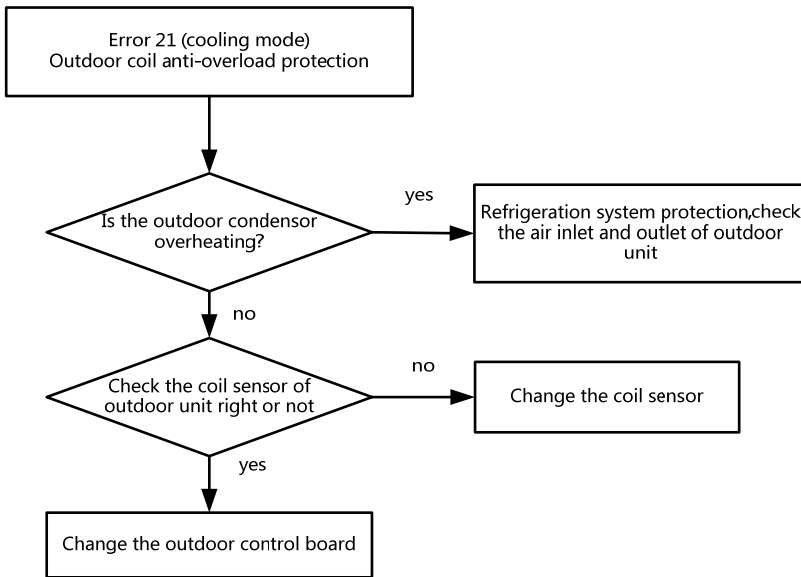 Error 21 (cooling mode)
Outdoor coil anti-overload protection
Is the outdoor condensor
overheating?
yes
Refrigeration system protection,check
the air inlet and outlet of outdoor
unit
no
Check the coil sensor of
outdoor unit right or not
no
Change the coil sensor
yes
Change the outdoor control board